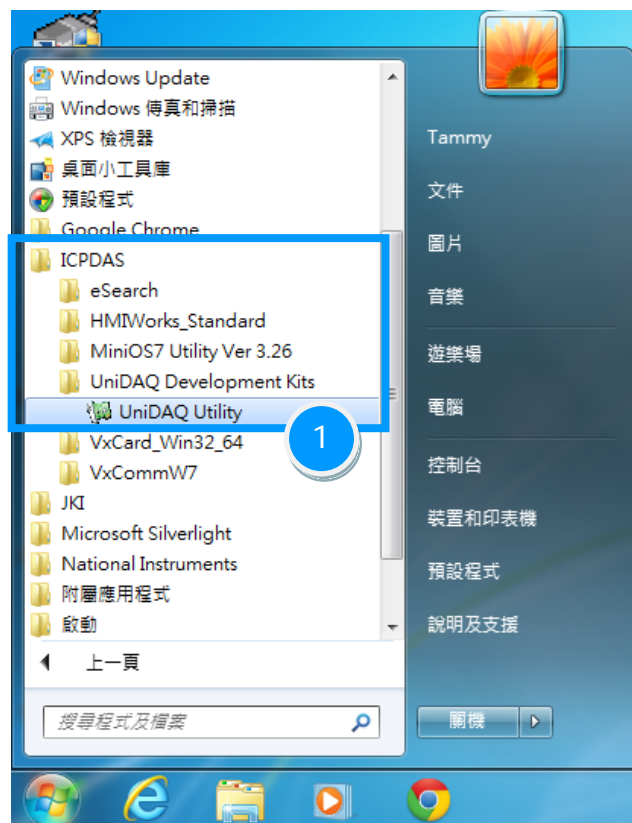 Windows Update
Windows 傳真和掃描
XPS 檢視器
桌面小工具庫
預設程式
Google Chrome
ICPDAS
eSearch
HMIWorks_Standard
MiniOS7 Utility Ver 3.26
UniDAQ Development Kits
UniDAQ Utility
1
VxCard_Win32_64
VxCommW7
JKI
Microsoft Silverlight
National Instruments
附屬應用程式
啟動
上一頁
搜尋程式及檔案
Tammy
文件
圖片
音樂
遊樂場
電腦
控制台
裝置和印表機
預設程式
說明及支援
關機